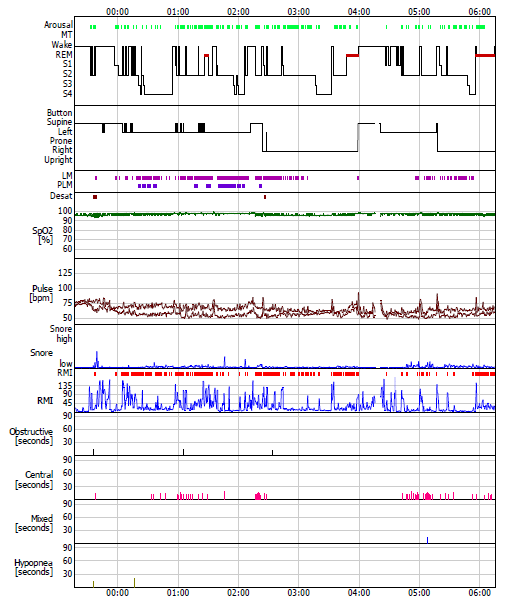 Arousal
MT
Wake
REM
S1
S2
S3
S4
Button
Supine
Left
Prone
Right
Upright
LM
PLM
Desat
100
90
SpO2 80
[%] 70
60
125
Pulse 100
[bpm] 75
50
Snore
high
Snore
low
RMI
135
90
RMI 45
90
Obstructive 60
[seconds] 30
90
Central 60
[seconds] 30
90
Mixed 60
[seconds] 30
90
Hypopnea 60
[seconds] 30
00:00 01:00 02:00 03:00 04:00 05:00 06:00
00:00 01:00 02:00 03:00 04:00 05:00 06:00